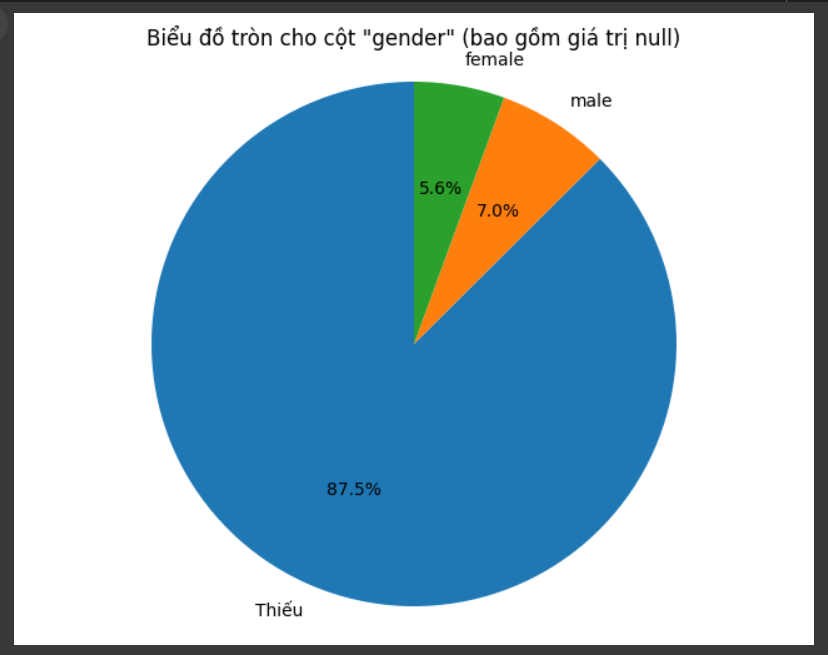 Biểu đồ tròn cho cột "gender" (bao gồm giá trị null)
female
male
5.6%
7.0%
87.5%
Thiếu